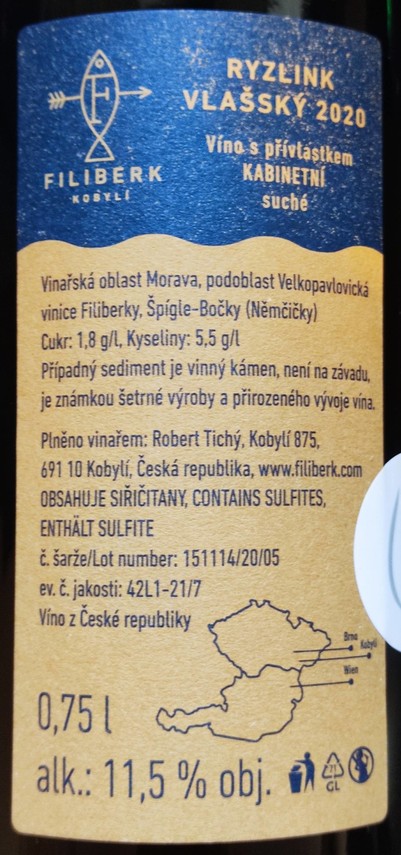 F
FILIBERK
KOBYLÍ
RYZLINK
VLAŠSKÝ 2020
Víno s přívlastkem
KABINETNÍ
suché
Vinařská oblast Morava, podoblast Velkopavlovická
vinice Filiberky, Špígle-Bočky (Němčičky)
Cukr: 1,8 g/l, Kyseliny: 5,5 g/l
Případný sediment je vinný kámen, není na závadu,
je známkou šetrné výroby a přirozeného vývoje vína.
Plněno vinařem: Robert Tichý, Kobylí 875,
691 10 Kobylí, Česká republika, www.filiberk.com
OBSAHUJE SIŘIČITANY, CONTAINS SULFITES,
ENTHÄLT SULFITE
č. šarže/Lot number: 151114/20/05
ev. č. jakosti: 42L1-21/7
Víno z České republiky
Brno
Kobylí
Wien
0,75 l
alk.: 11,5 % obj.
71
GL